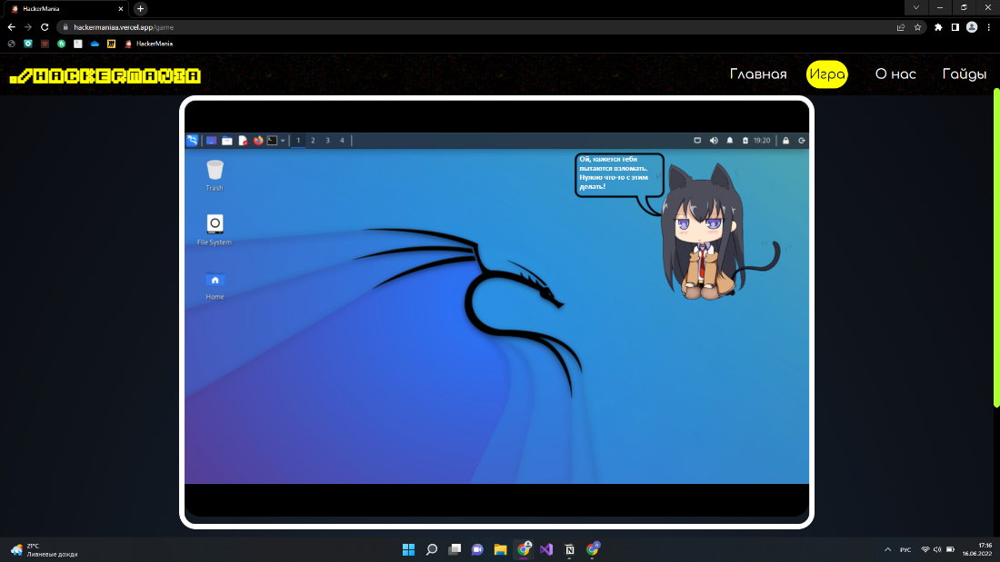 HackerMania
hackermaniaa.vercel.app/game
HackerMania
./HACKERMANIA
Главная
Игра
О нас
Гайды
1 2 3 4
19:20
Trash
File System
Home
Ой, кажется тебя
пытаются взломать.
Нужно что-то с этим
делать!
21°C
Ливневые дожди
РУС
17:16
16.06.2022